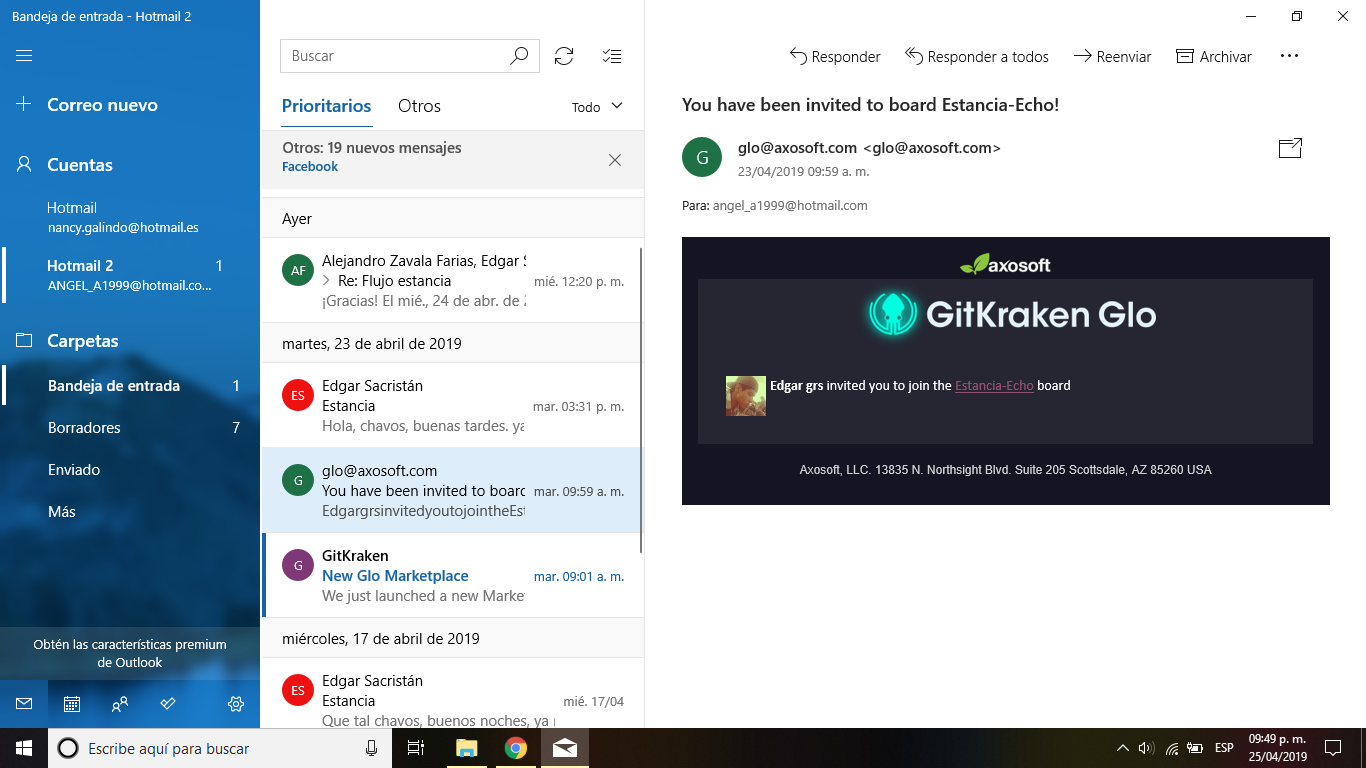 Bandeja de entrada - Hotmail 2
Correo nuevo
Cuentas
Hotmail
nancy.galindo@hotmail.es
Hotmail 2 1
ANGEL_A1999@hotmail.co...
Carpetas
Bandeja de entrada 1
Borradores 7
Enviado
Más
Obtén las características premium
de Outlook
Buscar
Prioritarios Otros Todo
Otros: 19 nuevos mensajes
Facebook
Ayer
AF
Alejandro Zavala Farias, Edgar S
Re: Flujo estancia mié. 12:20 p. m.
¡Gracias! El mié., 24 de abr. de 2
martes, 23 de abril de 2019
ES
Edgar Sacristán
Estancia mar. 03:31 p. m.
Hola, chavos, buenas tardes. ya
G
glo@axosoft.com
You have been invited to board mar. 09:59 a. m.
EdgargrsinvitedyoutojointheEst
G
GitKraken
New Glo Marketplace mar. 09:01 a. m.
We just launched a new Marke
miércoles, 17 de abril de 2019
ES
Edgar Sacristán
Estancia mié. 17/04
Que tal chavos, buenos noches, ya
Responder Responder a todos Reenviar Archivar
You have been invited to board Estancia-Echo!
G
glo@axosoft.com <glo@axosoft.com>
23/04/2019 09:59 a. m.
Para: angel_a1999@hotmail.com
axosoft
GitKraken Glo
Edgar grs invited you to join the Estancia-Echo board
Axosoft, LLC. 13835 N. Northsight Blvd. Suite 205 Scottsdale, AZ 85260 USA
Escribe aquí para buscar
ESP
09:49 p. m.
25/04/2019